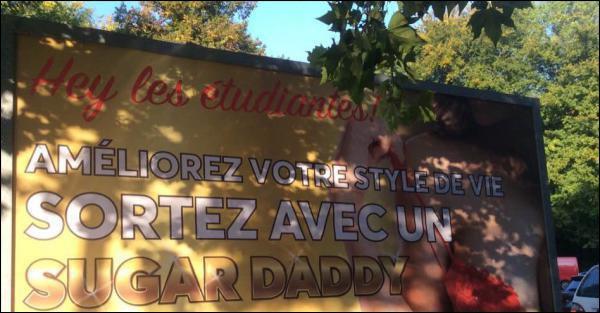 Hey les étudiantes!
AMÉLIOREZ VOTRE STYLE DE VIE
SORTEZ AVEC UN
SUGAR DADDY